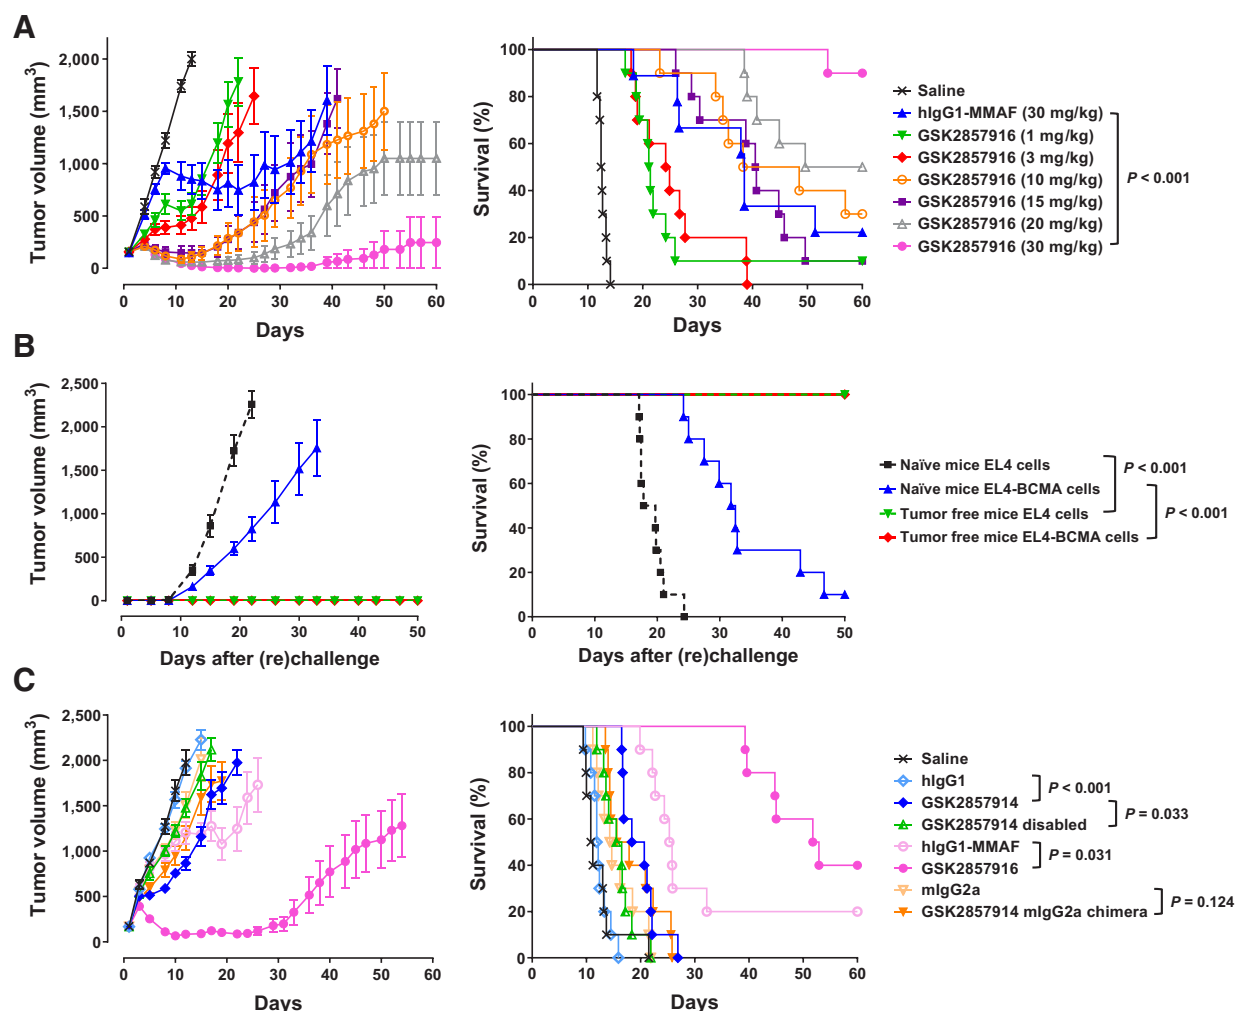 A
Tumor volume (mm3)
2,000
1,500
1,000
500
0
0 10 20 30 40 50 60
Days
Survival (%)
100
80
60
40
20
0
0 10 20 30 40 50 60
Days
Saline
hIgG1-MMAF (30 mg/kg)
GSK2857916 (1 mg/kg)
GSK2857916 (3 mg/kg)
GSK2857916 (10 mg/kg)
GSK2857916 (15 mg/kg)
GSK2857916 (20 mg/kg)
GSK2857916 (30 mg/kg)
P < 0.001
B
Tumor volume (mm3)
2,500
2,000
1,500
1,000
500
0
0 10 20 30 40 50
Days after (re)challenge
Survival (%)
100
80
60
40
20
0
0 10 20 30 40 50
Days after (re)challenge
Naïve mice EL4 cells
Naïve mice EL4-BCMA cells
Tumor free mice EL4 cells
Tumor free mice EL4-BCMA cells
P < 0.001
P < 0.001
C
Tumor volume (mm3)
2,500
2,000
1,500
1,000
500
0
0 10 20 30 40 50 60
Days
Survival (%)
100
80
60
40
20
0
0 10 20 30 40 50 60
Days
Saline
hIgG1
GSK2857914
GSK2857914 disabled
hIgG1-MMAF
GSK2857916
mIgG2a
GSK2857914 mIgG2a chimera
P < 0.001
P = 0.033
P = 0.031
P = 0.124